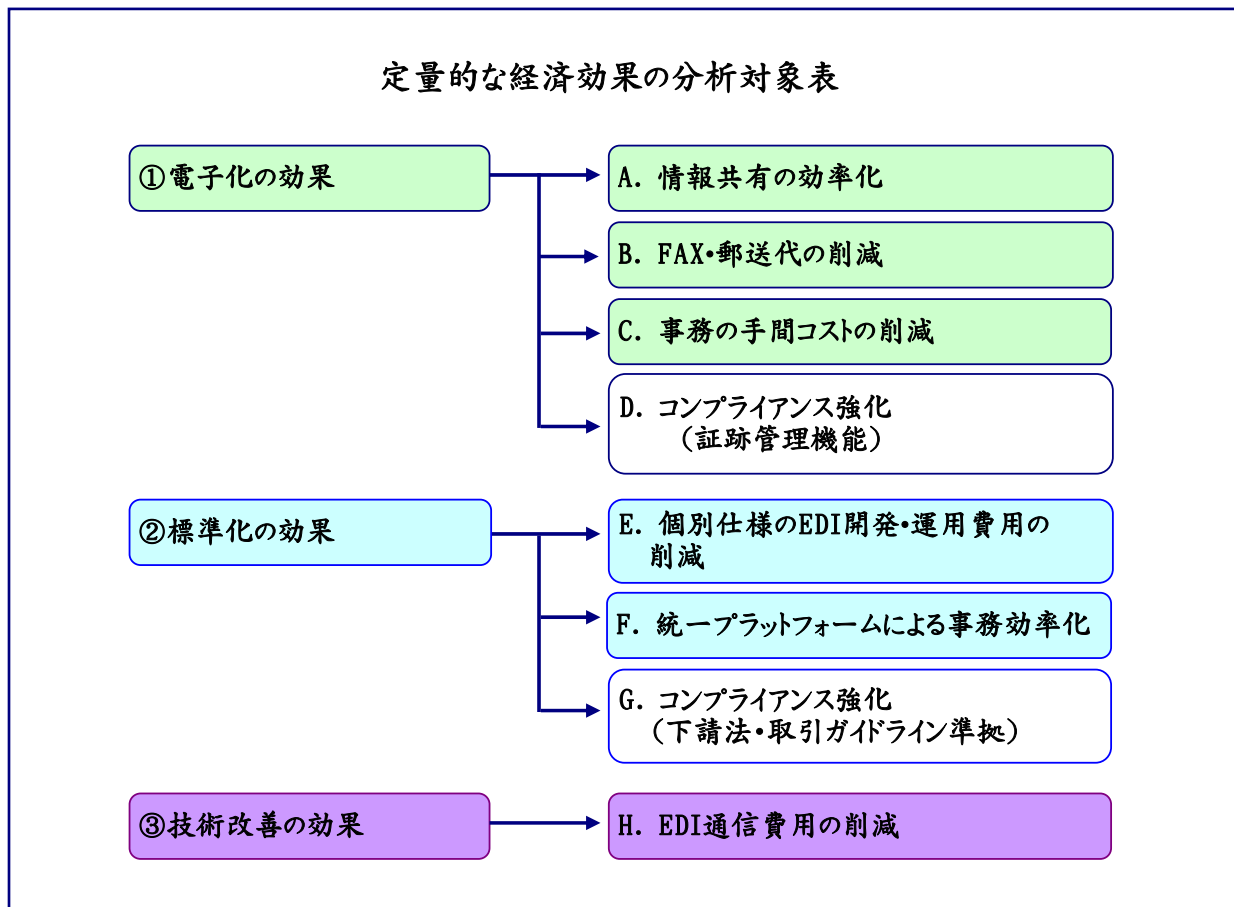 定量的な経済効果の分析対象表
①電子化の効果
A. 情報共有の効率化
B. FAX・郵送代の削減
C. 事務の手間コストの削減
D. コンプライアンス強化
（証跡管理機能）
②標準化の効果
E. 個別仕様のEDI開発・運用費用の
削減
F. 統一プラットフォームによる事務効率化
G. コンプライアンス強化
（下請法・取引ガイドライン準拠）
③技術改善の効果
H. EDI通信費用の削減